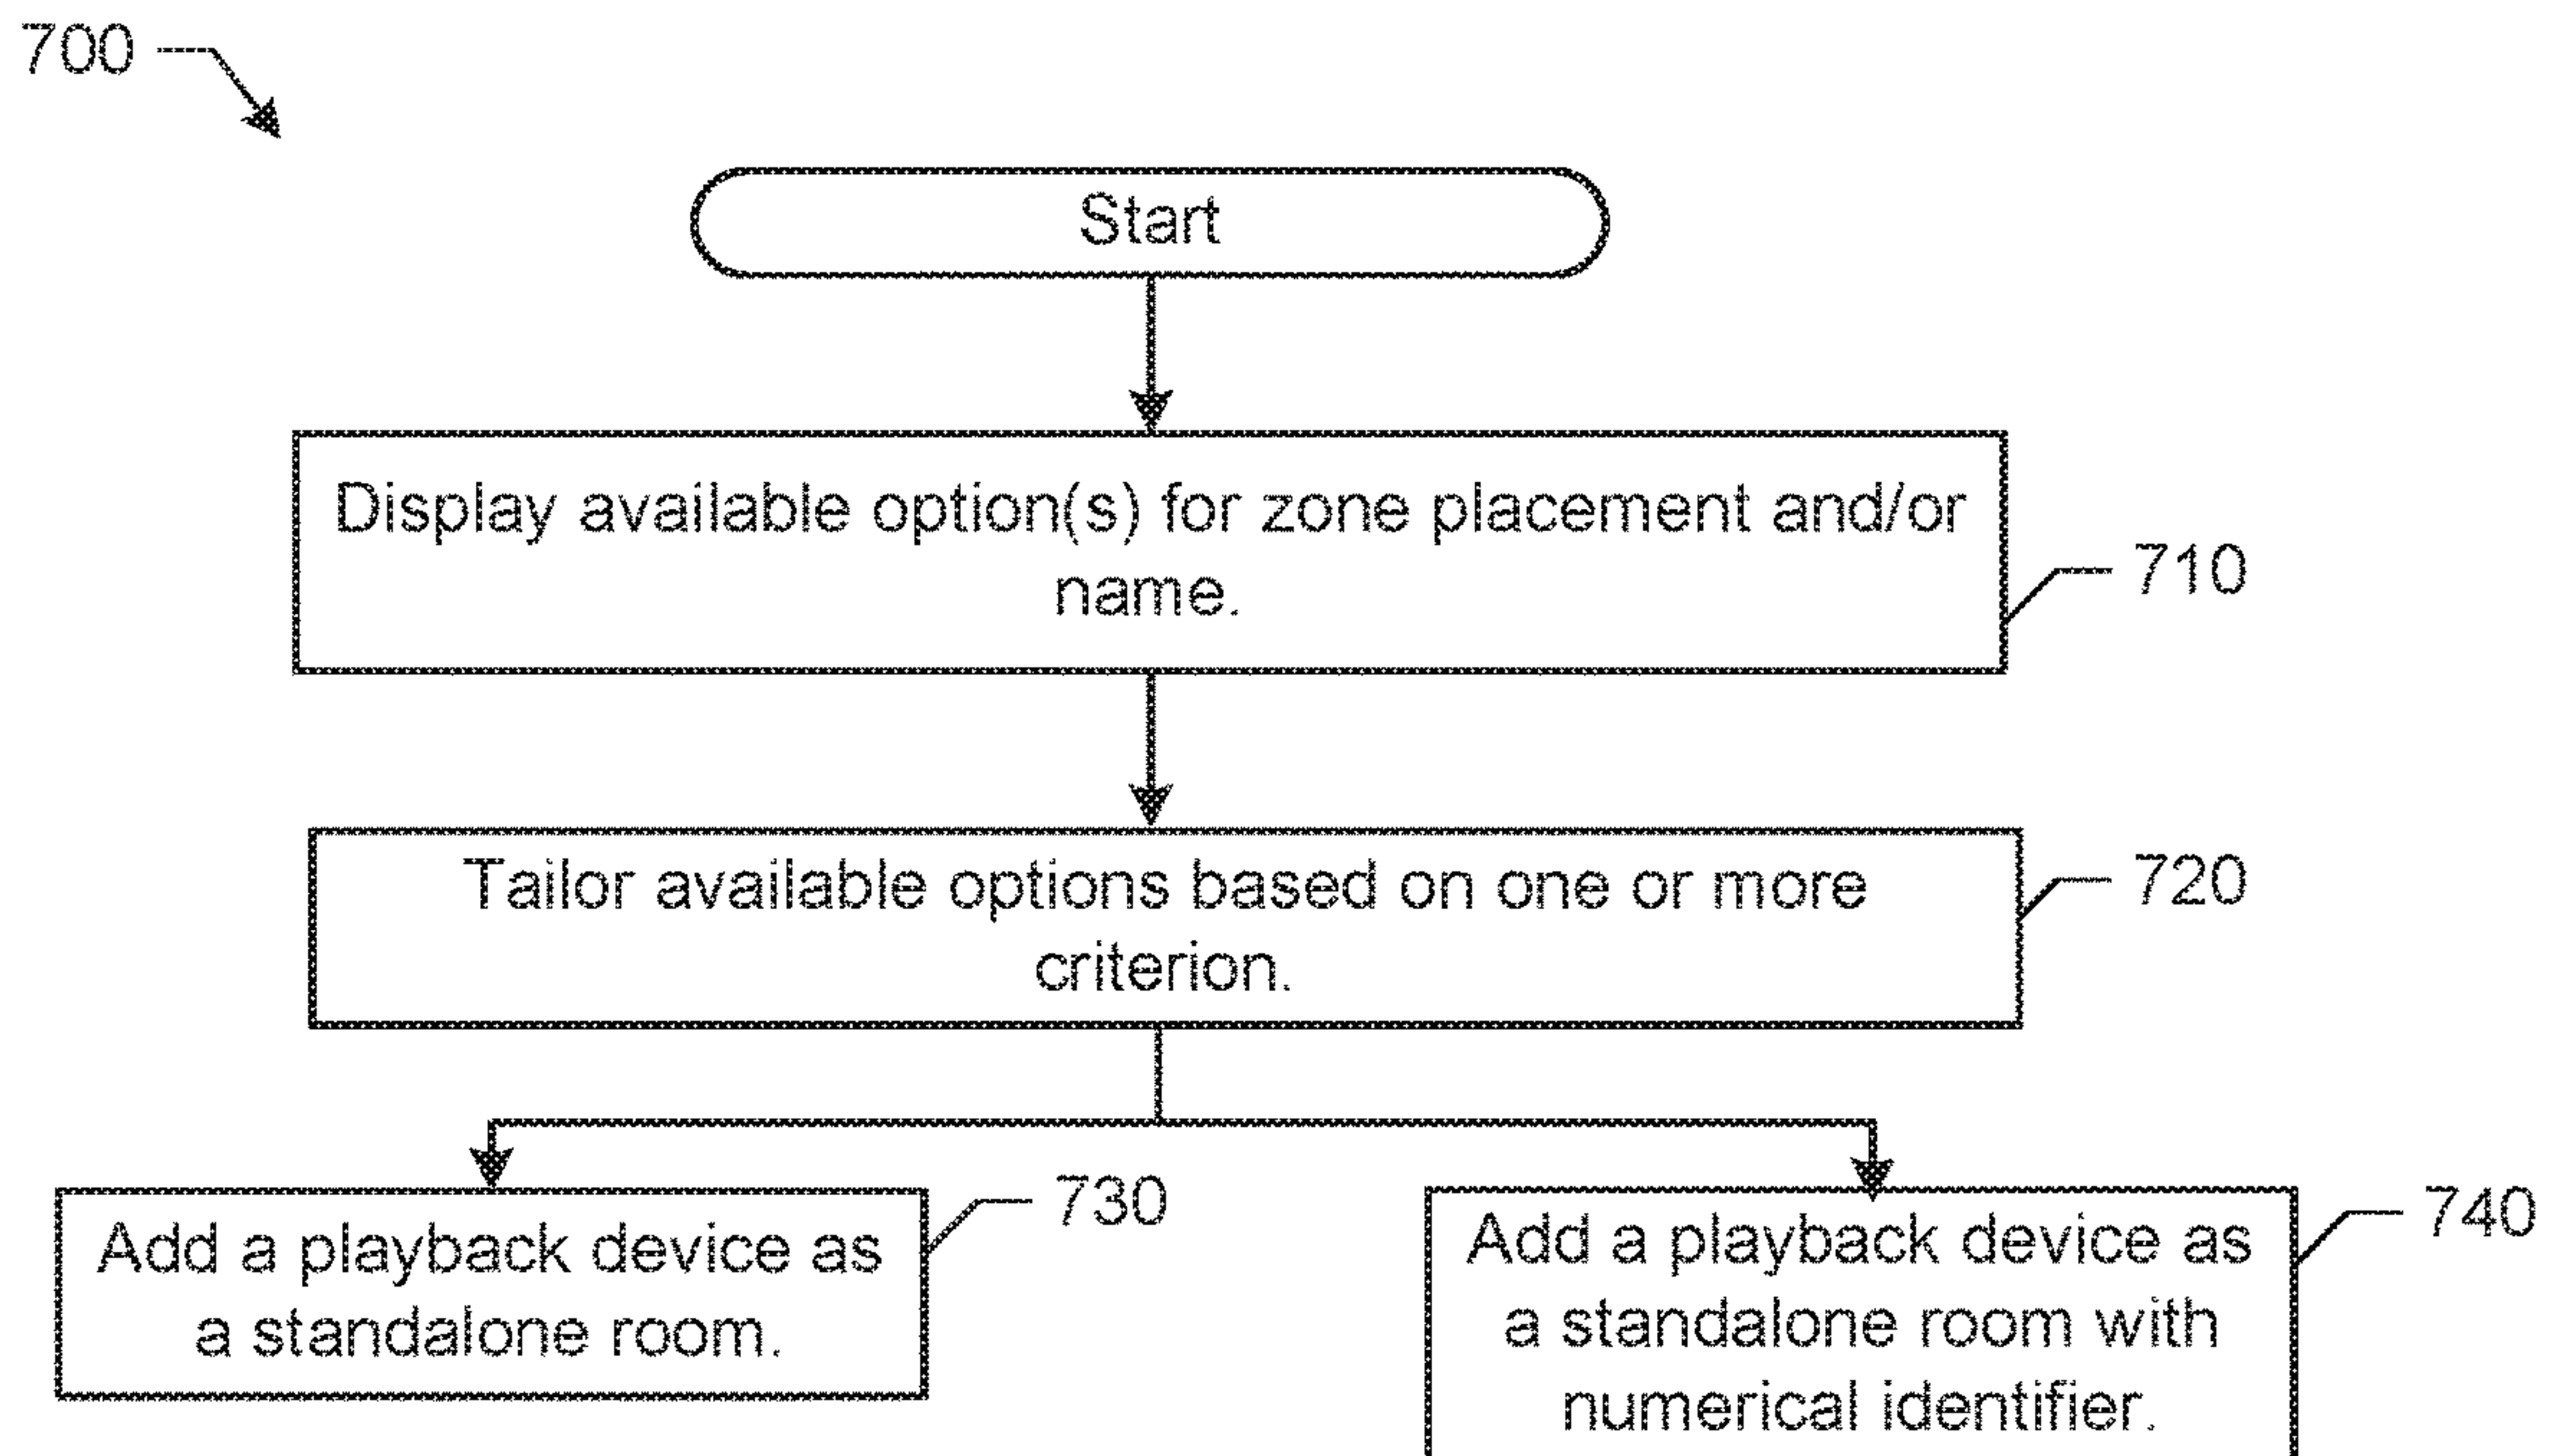 700
Start
Display available option(s) for zone placement and/or
name.
710
Tailor available options based on one or more
criterion.
720
Add a playback device as
a standalone room.
730
Add a playback device as
a standalone room with
numerical identifier.
740